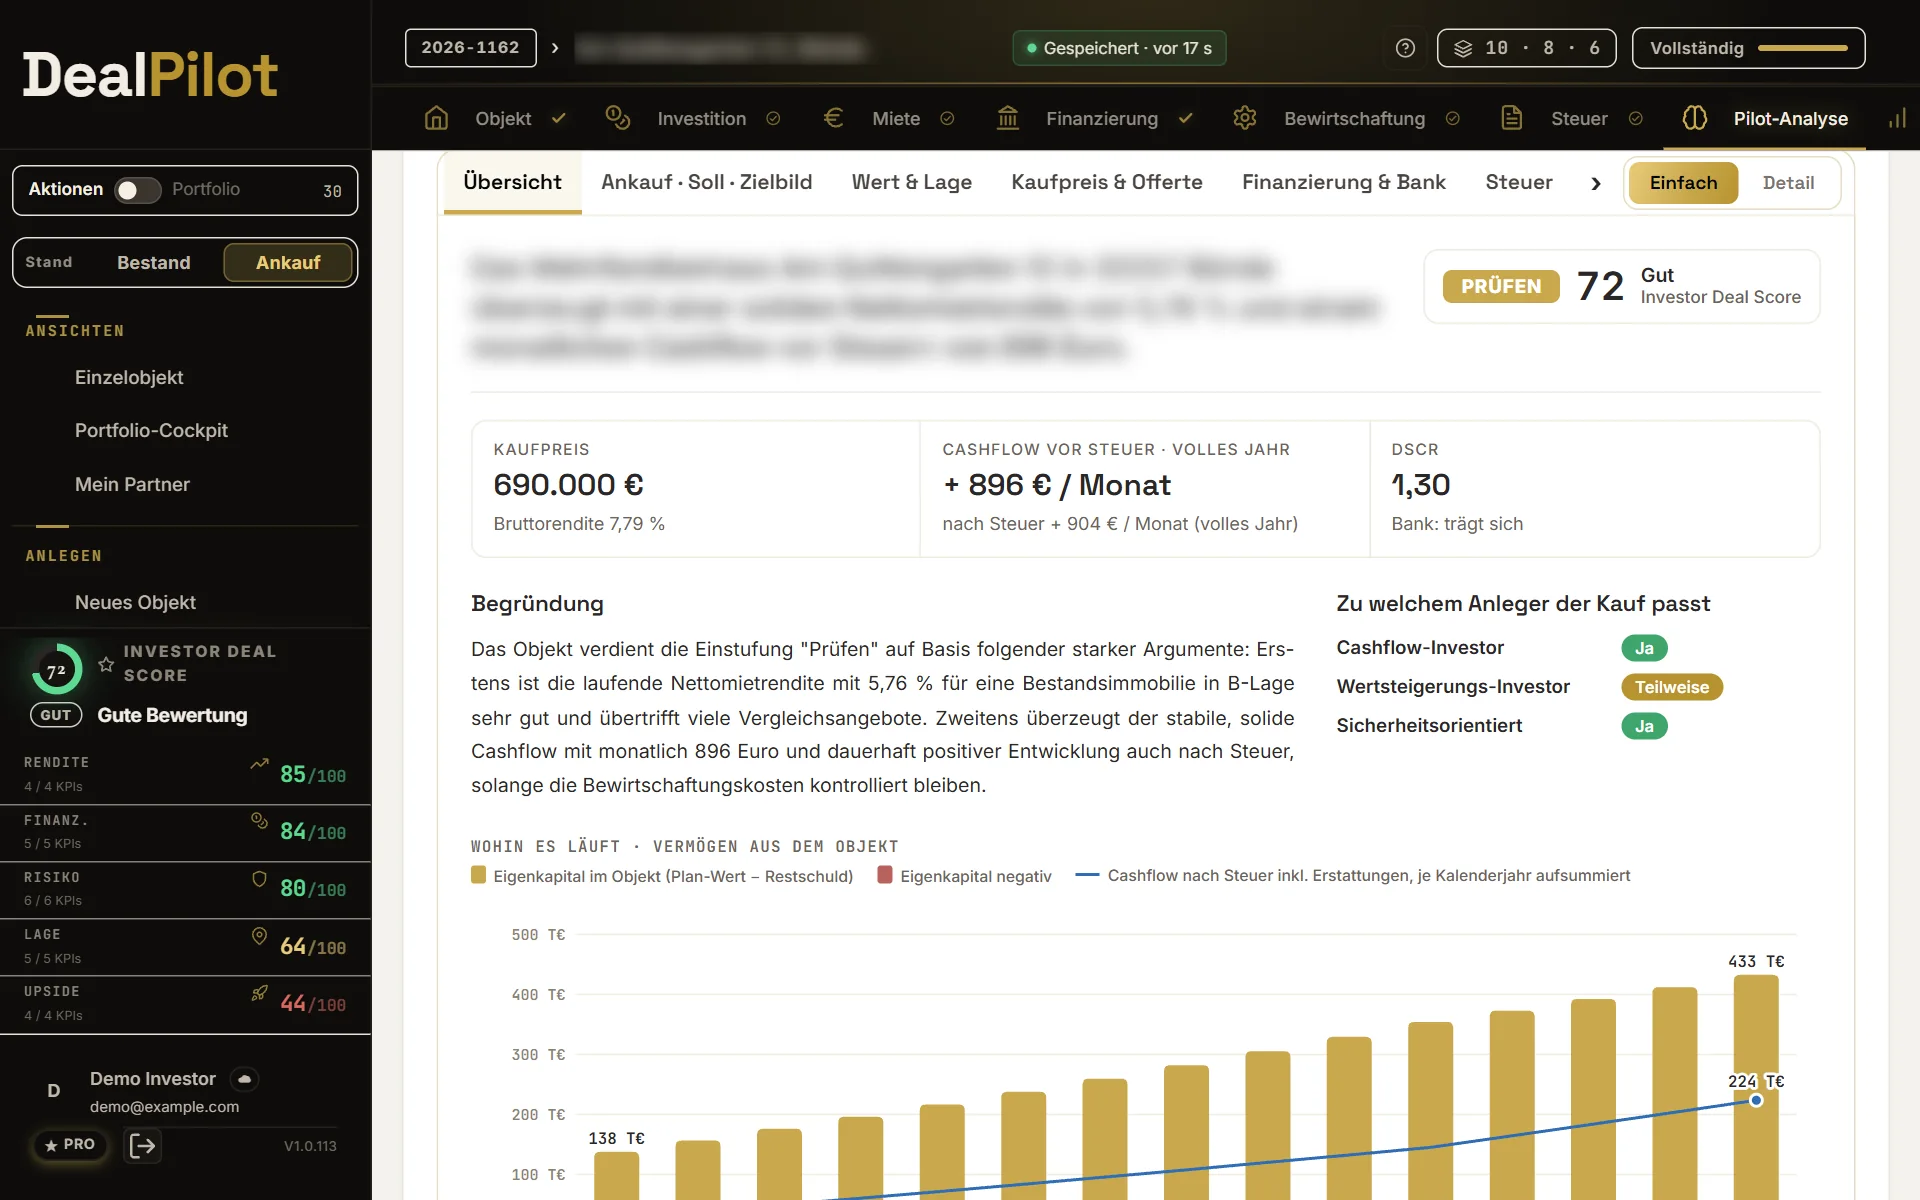 DealPilot
2026-1162 ›
Gespeichert · vor 17 s
10 · 8 · 6
Vollständig
Objekt
Investition
Miete
Finanzierung
Bewirtschaftung
Steuer
Pilot-Analyse
Aktionen
Portfolio
30
Stand
Bestand
Ankauf
ANSICHTEN
Einzelobjekt
Portfolio-Cockpit
Mein Partner
ANLEGEN
Neues Objekt
72
INVESTOR DEAL
SCORE
GUT
Gute Bewertung
RENDITE
4 / 4 KPIs
85/100
FINANZ.
5 / 5 KPIs
84/100
RISIKO
6 / 6 KPIs
80/100
LAGE
5 / 5 KPIs
64/100
UPSIDE
4 / 4 KPIs
44/100
D
Demo Investor
demo@example.com
★ PRO
V1.0.113
Übersicht
Ankauf · Soll · Zielbild
Wert & Lage
Kaufpreis & Offerte
Finanzierung & Bank
Steuer
›
Einfach
Detail
PRÜFEN
72
Gut
Investor Deal Score
KAUFPREIS
690.000 €
Bruttorendite 7,79 %
CASHFLOW VOR STEUER · VOLLES JAHR
+ 896 € / Monat
nach Steuer + 904 € / Monat (volles Jahr)
DSCR
1,30
Bank: trägt sich
Begründung
Das Objekt verdient die Einstufung "Prüfen" auf Basis folgender starker Argumente: Ers-
tens ist die laufende Nettomietrendite mit 5,76 % für eine Bestandsimmobilie in B-Lage
sehr gut und übertrifft viele Vergleichsangebote. Zweitens überzeugt der stabile, solide
Cashflow mit monatlich 896 Euro und dauerhaft positiver Entwicklung auch nach Steuer,
solange die Bewirtschaftungskosten kontrolliert bleiben.
Zu welchem Anleger der Kauf passt
Cashflow-Investor
Ja
Wertsteigerungs-Investor
Teilweise
Sicherheitsorientiert
Ja
WOHIN ES LÄUFT · VERMÖGEN AUS DEM OBJEKT
Eigenkapital im Objekt (Plan-Wert – Restschuld)
Eigenkapital negativ
Cashflow nach Steuer inkl. Erstattungen, je Kalenderjahr aufsummiert
500 T€
400 T€
300 T€
200 T€
100 T€
138 T€
433 T€
224 T€